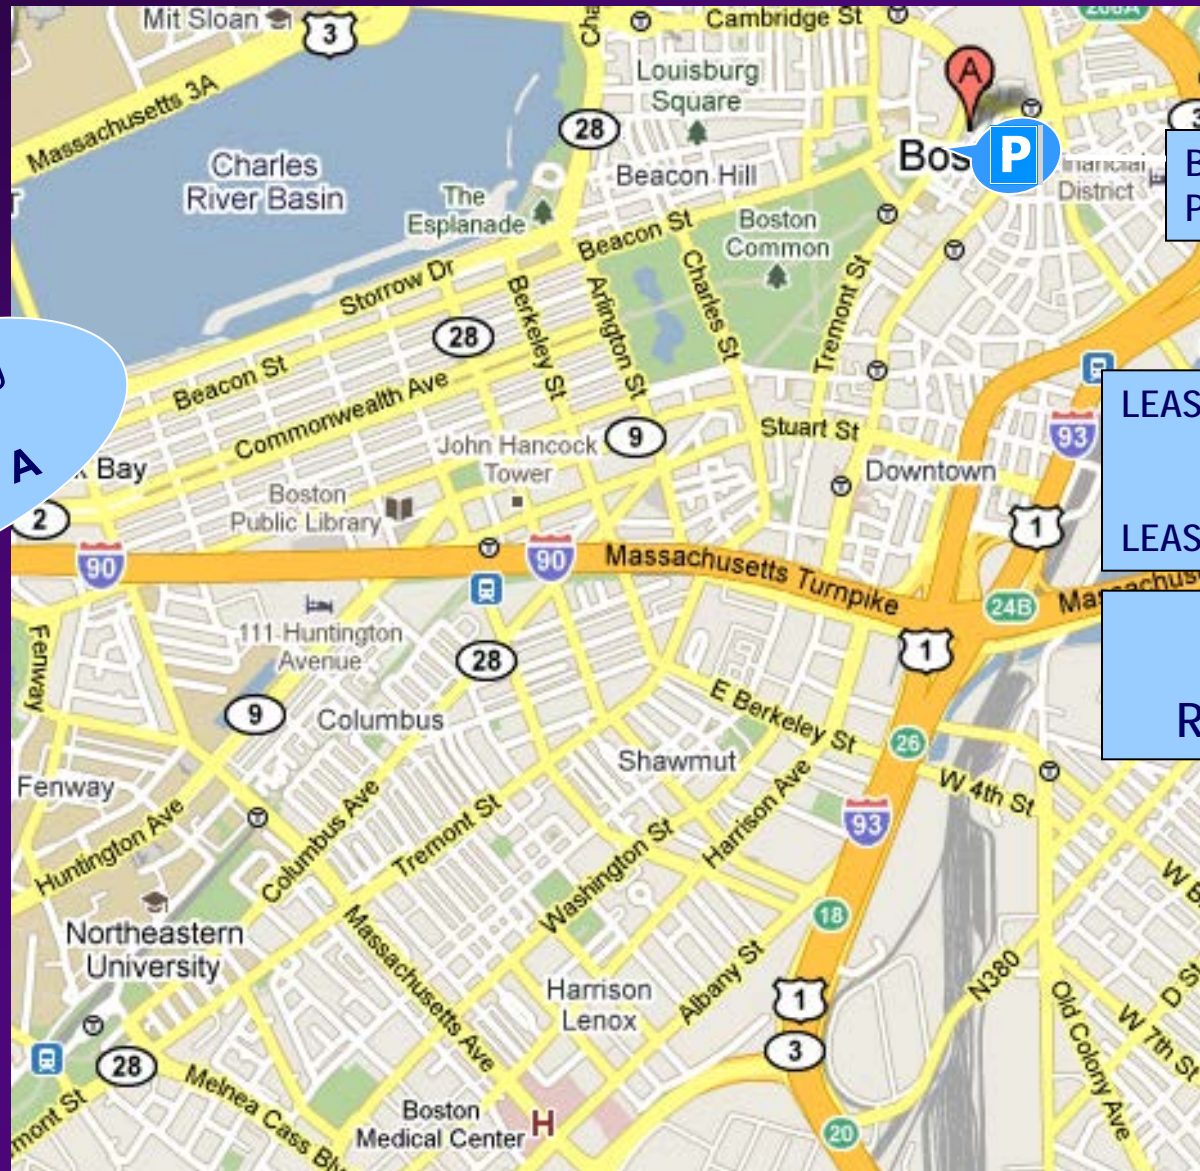 Mit Sloan
3
Cambridge St
Massachusetts 3A
Louisburg
Square
A
28
Charles
River Basin
The
Esplanade
Beacon Hill
Bos
P
Financial
District
B
P
Boston
Common
Beacon St
Storrow Dr
Berkeley St
Arlington St
Charles St
Tremont St
28
Beacon St
Commonwealth Ave
9
Stuart St
93
LEAS
LEAS
A
x Bay
John Hancock
Tower
Downtown
Boston
Public Library
2
1
90
90
Massachusetts Turnpike
24B
Massachus
111 Huntington
Avenue
28
1
R
Fenway
9
Columbus
E Berkeley St
26
Shawmut
W 4th St
Fenway
Harrison Ave
93
Huntington Ave
Columbus Ave
Tremont St
Washington St
18
Northeastern
University
Massachusetts Ave
Harrison
Lenox
Albany St
N380
D St
W 7th St
Old Colony Ave
1
3
28
mont St
Melnea Cass Blv
Boston
Medical Center
H
20